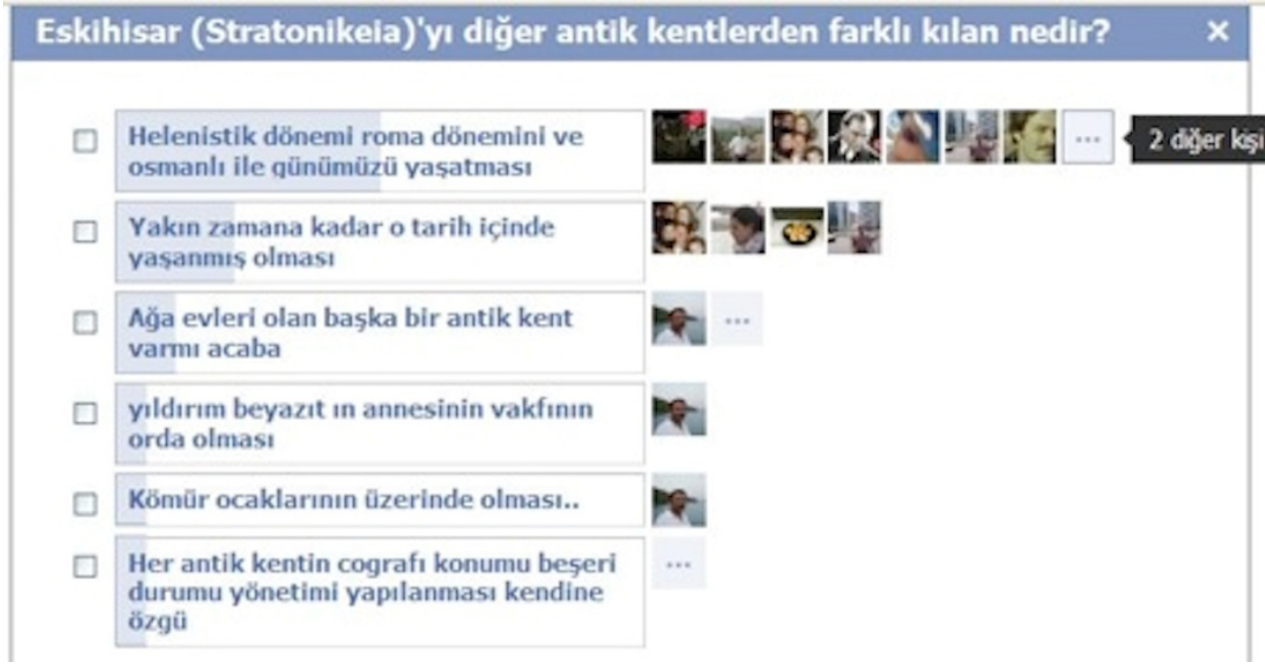 Eskihisar (Stratonikeia)'yı diğer antik kentlerden farklı kılan nedir?
Helenistik dönemi roma dönemini ve
osmanlı ile günümüzü yaşatması
2 diğer kişi
Yakın zamana kadar o tarih içinde
yaşanmış olması
Ağa evleri olan başka bir antik kent
varmı acaba
yıldırım beyazıt ın annesinin vakfının
orda olması
Kömür ocaklarının üzerinde olması..
Her antik kentin cografı konumu beşeri
durumu yönetimi yapılanması kendine
özgü